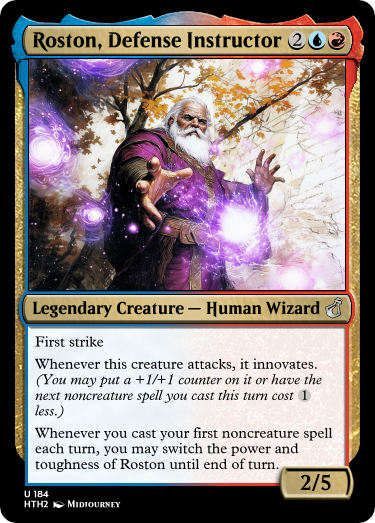 Roston, Defense Instructor 2
Legendary Creature — Human Wizard
First strike
Whenever this creature attacks, it innovates.
(You may put a +1/+1 counter on it or have the
next noncreature spell you cast this turn cost 1
less.)
Whenever you cast your first noncreature spell
each turn, you may switch the power and
toughness of Roston until end of turn.
2/5
U 184
HTH2 Midjourney